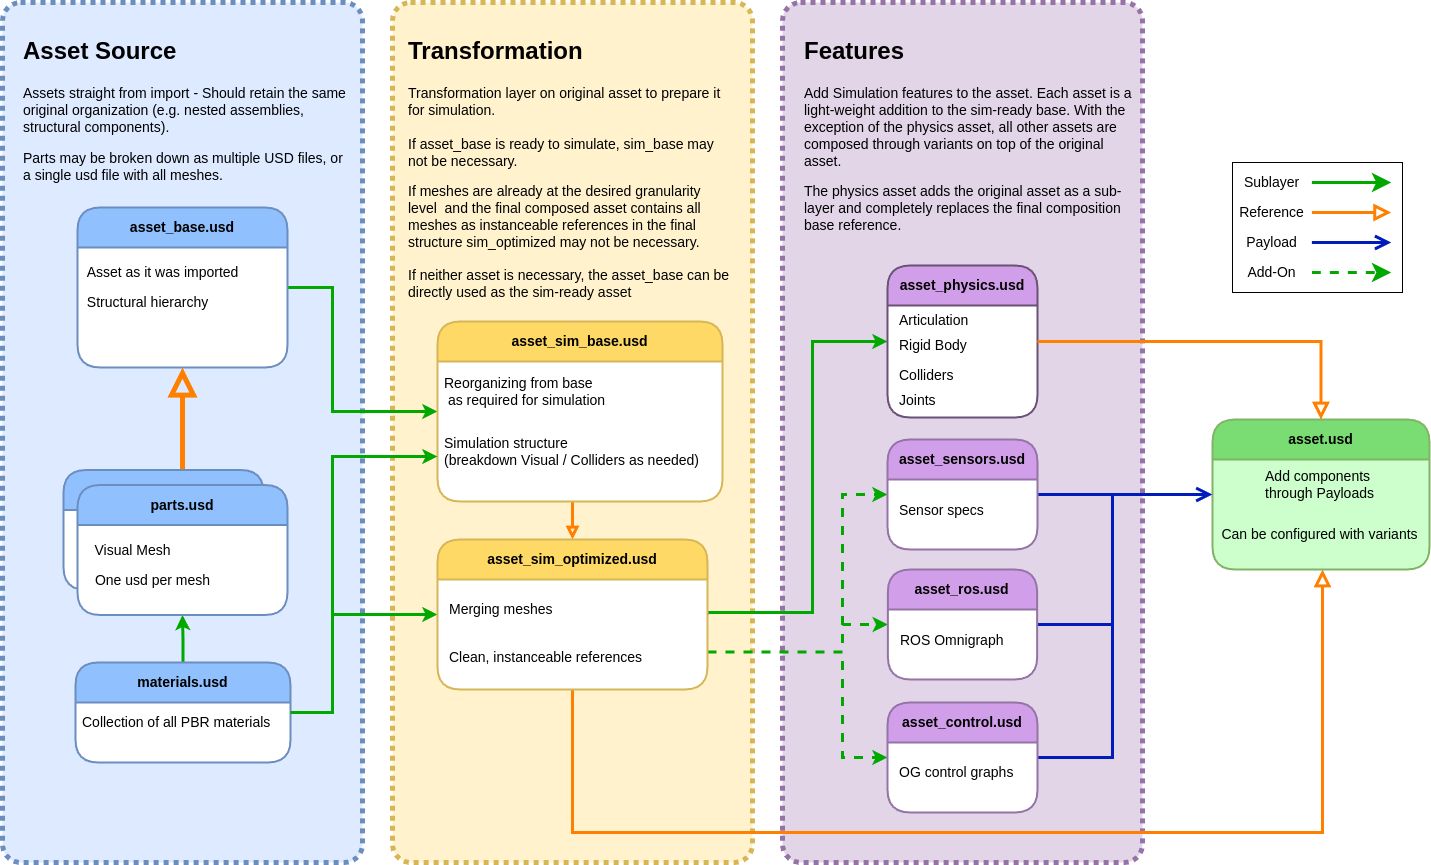 Asset Source
Assets straight from import - Should retain the same
original organization (e.g. nested assemblies,
structural components).
Parts may be broken down as multiple USD files, or
a single usd file with all meshes.
asset_base.usd
Asset as it was imported
Structural hierarchy
parts.usd
Visual Mesh
One usd per mesh
materials.usd
Collection of all PBR materials
Transformation
Transformation layer on original asset to prepare it
for simulation.
If asset_base is ready to simulate, sim_base may
not be necessary.
If meshes are already at the desired granularity
level  and the final composed asset contains all
meshes as instanceable references in the final
structure sim_optimized may not be necessary.
If neither asset is necessary, the asset_base can be
directly used as the sim-ready asset
asset_sim_base.usd
Reorganizing from base
as required for simulation
Simulation structure
(breakdown Visual / Colliders as needed)
asset_sim_optimized.usd
Merging meshes
Clean, instanceable references
Features
Add Simulation features to the asset. Each asset is a
light-weight addition to the sim-ready base. With the
exception of the physics asset, all other assets are
composed through variants on top of the original
asset.
The physics asset adds the original asset as a sub-
layer and completely replaces the final composition
base reference.
asset_physics.usd
Articulation
Rigid Body
Colliders
Joints
asset_sensors.usd
Sensor specs
asset_ros.usd
ROS Omnigraph
asset_control.usd
OG control graphs
Sublayer
Reference
Payload
Add-On
asset.usd
Add components
through Payloads
Can be configured with variants